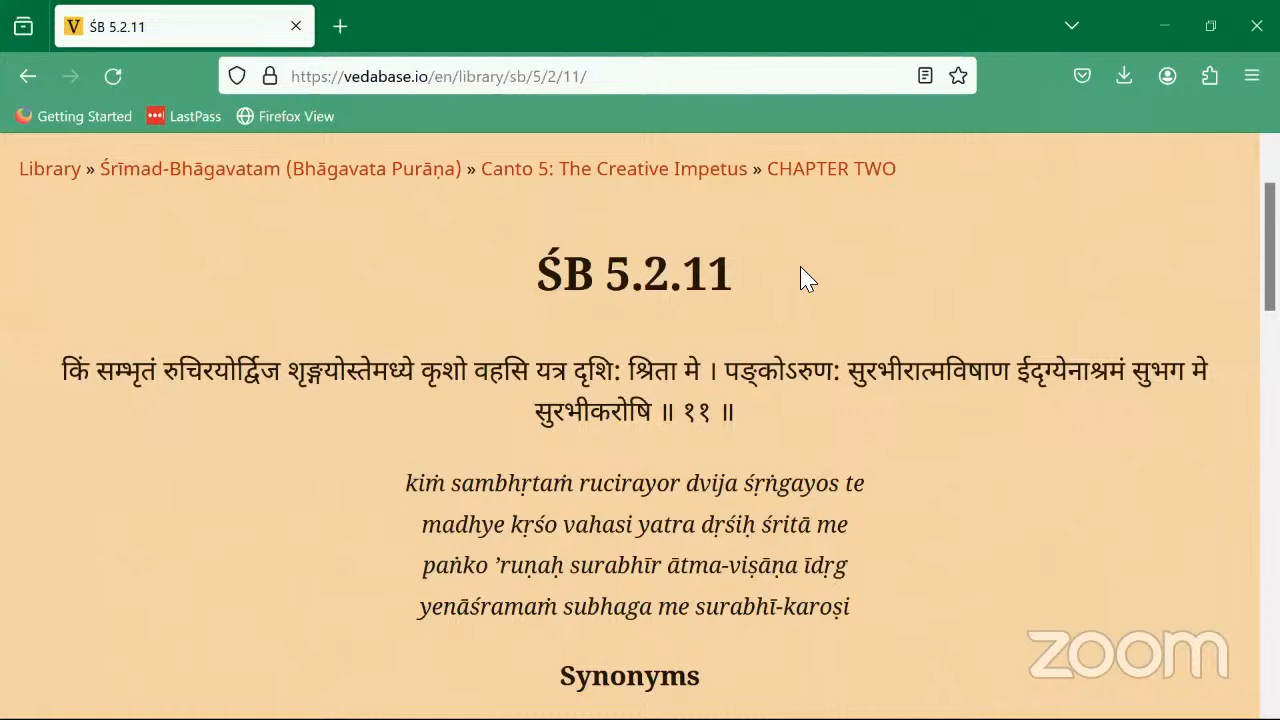 ŚB 5.2.11
https://vedabase.io/en/library/sb/5/2/11/
Getting Started LastPass Firefox View
Library » Śrīmad-Bhāgavatam (Bhāgavata Purāṇa) » Canto 5: The Creative Impetus » CHAPTER TWO
ŚB 5.2.11
किं सम्भृतं रुचिरयोर्द्विज श‍ृङ्गयोस्तेमध्ये कृशो वहसि यत्र द‍ृशि: श्रिता मे । पङ्कोऽरुण: सुरभीरात्मविषाण ईद‍ृग्येनाश्रमं सुभग मे
सुरभीकरोषि ॥ ११ ॥
kiṁ sambhṛtaṁ rucirayor dvija śṛṅgayos te
madhye kṛśo vahasi yatra dṛśiḥ śritā me
paṅko ’ruṇaḥ surabhīr ātma-viṣāṇa īdṛg
yenāśramaṁ subhaga me surabhī-karoṣi
Synonyms
zoom